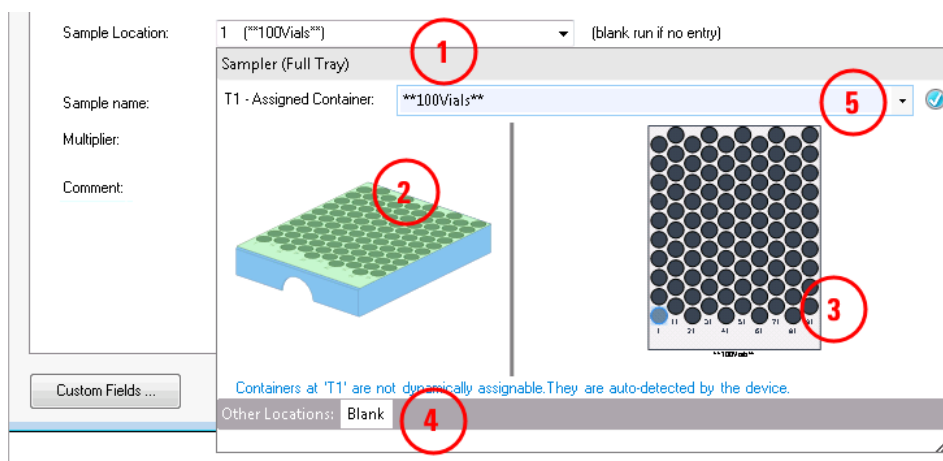 Sample Location: 1 (**100Vials**) (blank run if no entry)
1
Sampler (Full Tray)
Sample name: T1 - Assigned Container: **100Vials** 5
Multiplier:
Comment:
2
3
1 11 21 31 41 51 61 71 81 91
**100Vials**
Containers at 'T1' are not dynamically assignable.They are auto-detected by the device.
Custom Fields ...
Other Locations: Blank 4